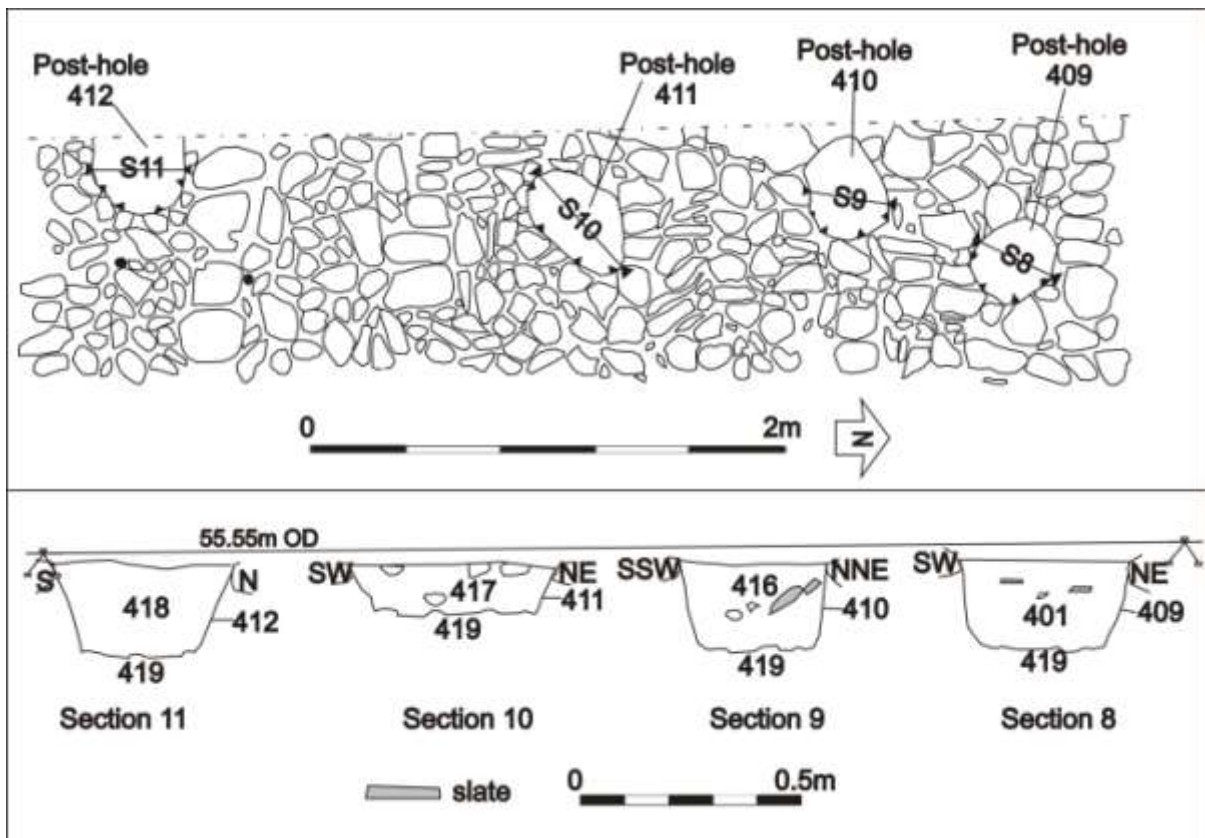 Post-hole
412
Post-hole
411
Post-hole
410
Post-hole
409
S11
S10
S9
S8
0 2m
N
55.55m OD
S N
418
412
419
Section 11
SW NE
417
411
419
Section 10
SSW NNE
416
410
419
Section 9
SW NE
401
409
419
Section 8
slate
0 0.5m